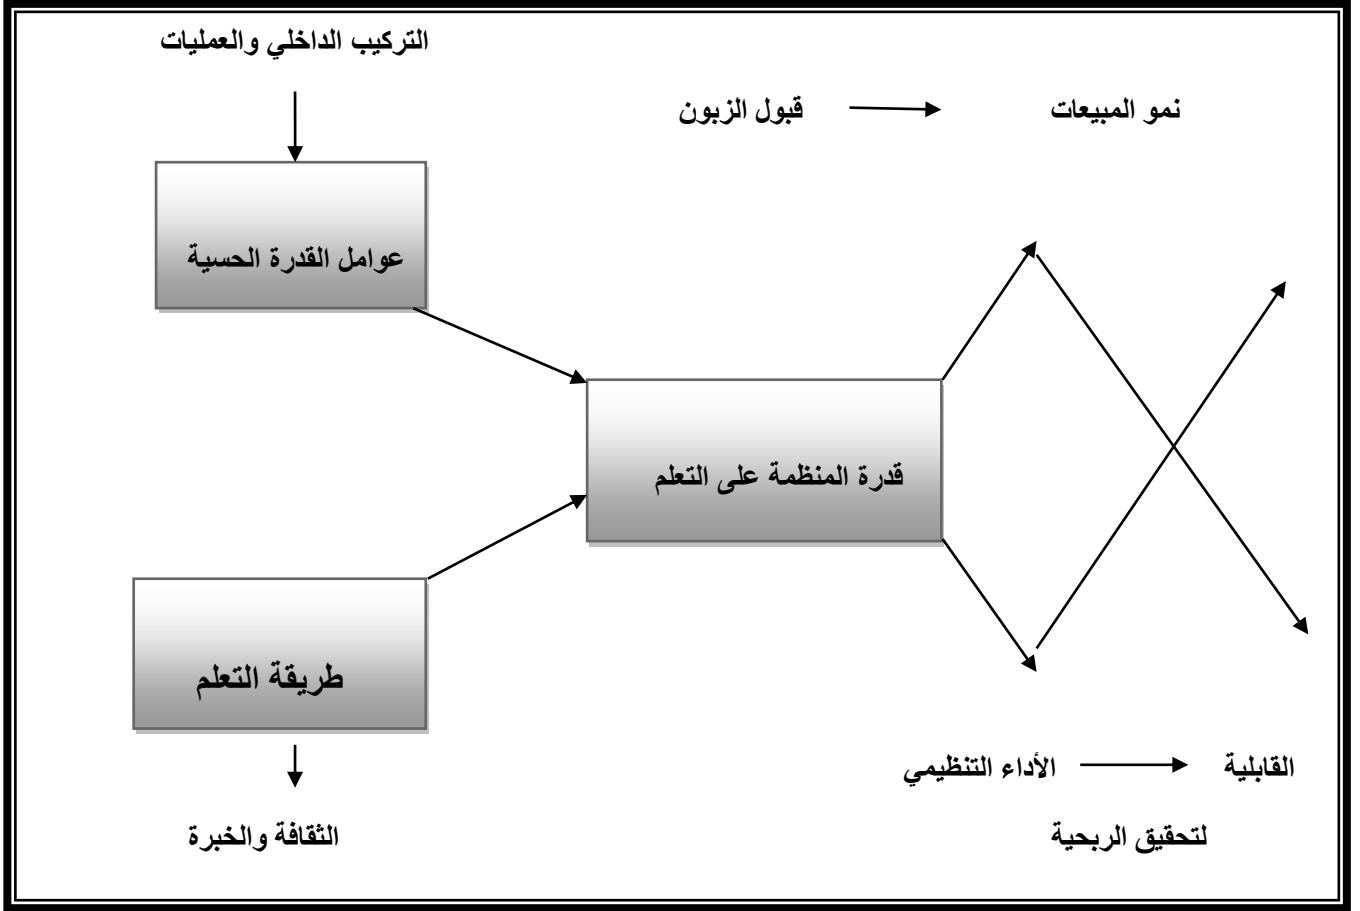 التركيب الداخلي والعمليات
قبول الزبون
نمو المبيعات
عوامل القدرة الحسية
قدرة المنظمة على التعلم
طريقة التعلم
الأداء التنظيمي
القابلية
لتحقيق الربحية
الثقافة والخبرة